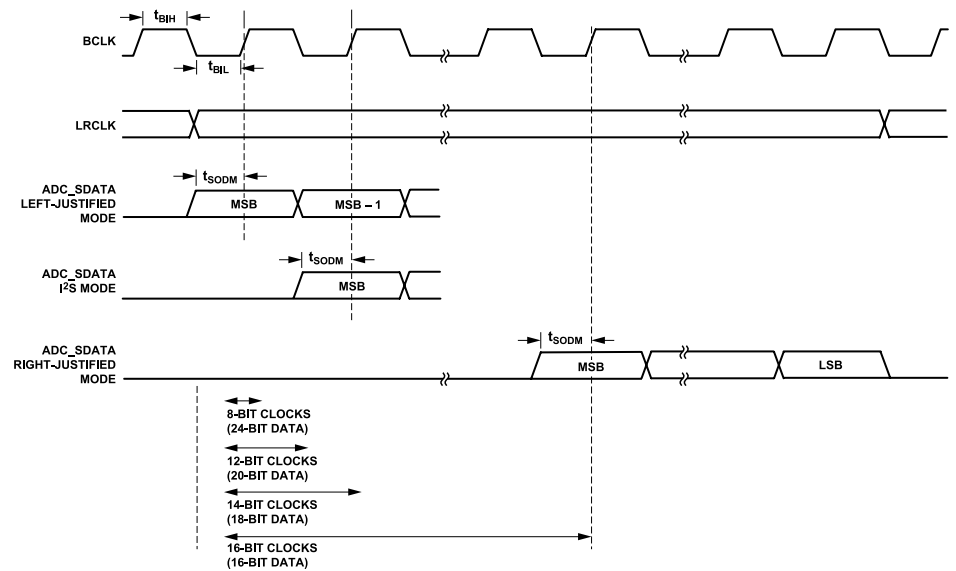 tBIH
BCLK
tBIL
LRCLK
ADC_SDATA
LEFT-JUSTIFIED
MODE
tSODM
MSB
MSB – 1
ADC_SDATA
I2S MODE
tSODM
MSB
ADC_SDATA
RIGHT-JUSTIFIED
MODE
tSODM
MSB
LSB
8-BIT CLOCKS
(24-BIT DATA)
12-BIT CLOCKS
(20-BIT DATA)
14-BIT CLOCKS
(18-BIT DATA)
16-BIT CLOCKS
(16-BIT DATA)